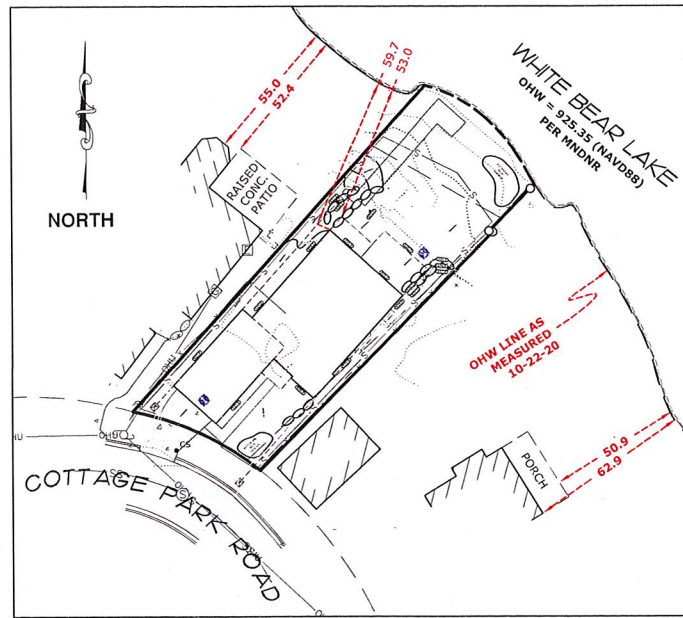 WHITE BEAR LAKE
OHW = 925.35 (NAVD88)
PER MNDNR
59.7
53.0
55.0
52.4
RAISED
CONC.
PATIO
NORTH
OHW LINE AS
MEASURED
10-22-20
50.9
62.9
PORCH
COTTAGE PARK ROAD